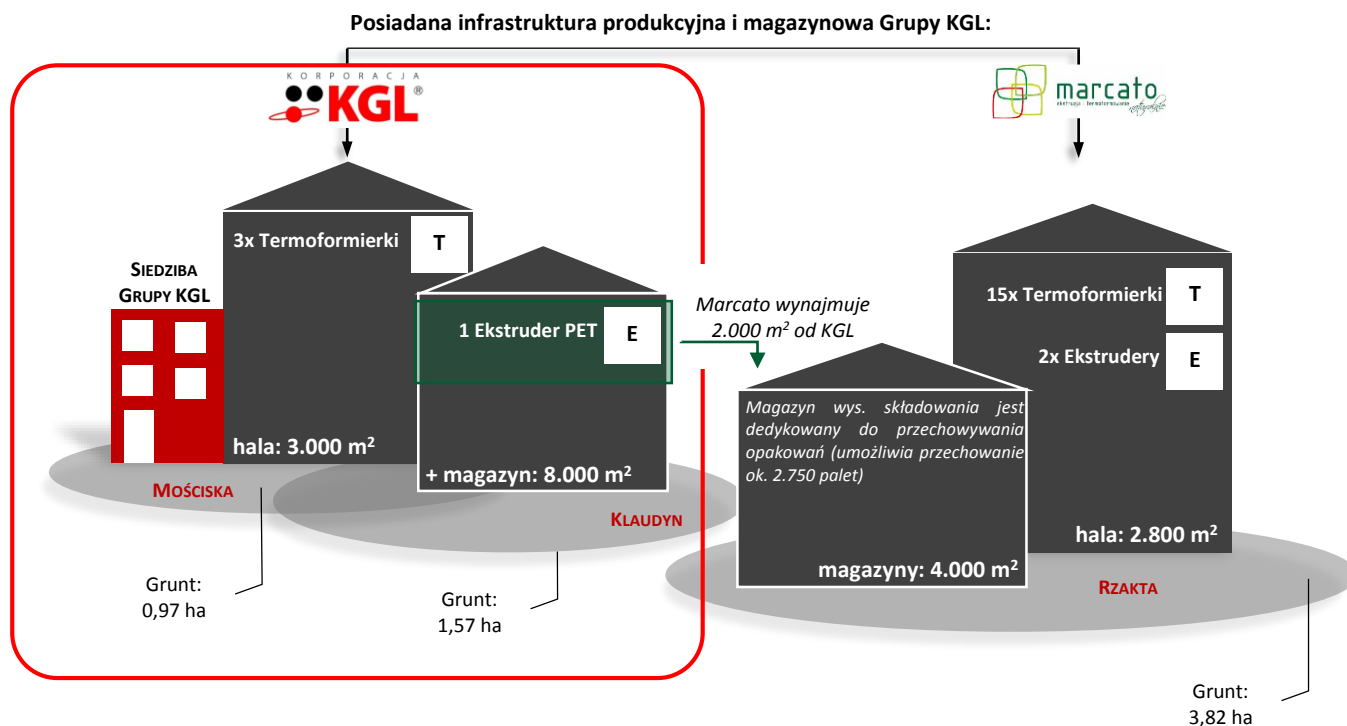 Posiadana infrastruktura produkcyjna i magazynowa Grupy KGL:
KORPORACJA
KGL®
marcato
ekstruzja i termoformowanie
naturalnie
3x Termoformierki
T
SIEDZIBA
GRUPY KGL
1 Ekstruder PET
E
hala: 3.000 m²
+ magazyn: 8.000 m²
MOŚCISKA
KLAUDYN
Grunt:
0,97 ha
Grunt:
1,57 ha
Marcato wynajmuje
2.000 m² od KGL
15x Termoformierki
T
2x Ekstrudery
E
Magazyn wys. składowania jest
dedykowany do przechowywania
opakowań (umożliwia przechowanie
ok. 2.750 palet)
hala: 2.800 m²
magazyny: 4.000 m²
RZAKTA
Grunt:
3,82 ha